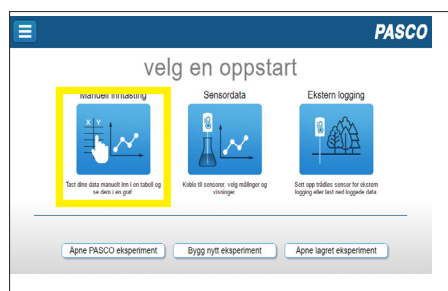 PASCO
velg en oppstart
Manuell inntasting
Sensordata
Ekstern logging
X Y
Tast dine data manuelt inn i en tabell og
se dem i en graf
Koble til sensorer, velg målinger og
visninger
Sett opp trådløs sensor for ekstern
logging eller last ned loggede data
Åpne PASCO eksperiment
Bygg nytt eksperiment
Åpne lagret eksperiment